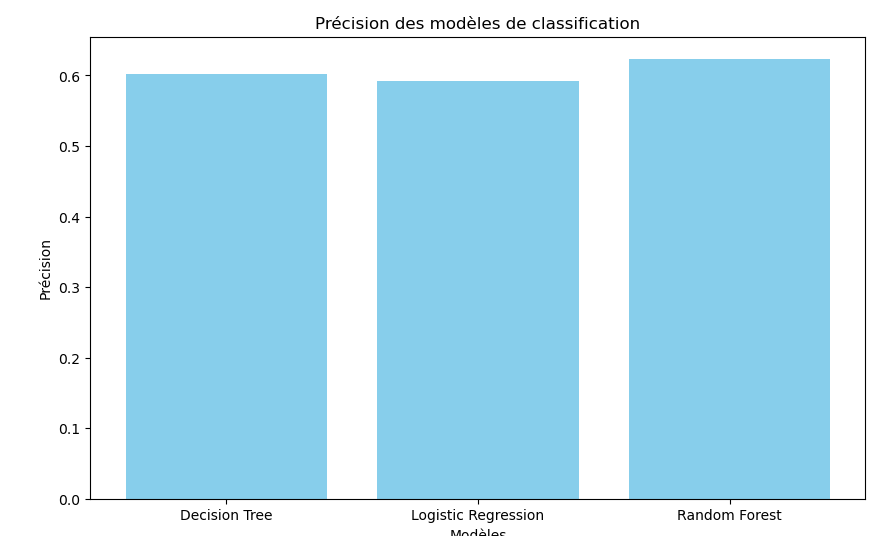 Précision des modèles de classification
Précision
0.6
0.5
0.4
0.3
0.2
0.1
0.0
Decision Tree
Logistic Regression
Random Forest
Modèles